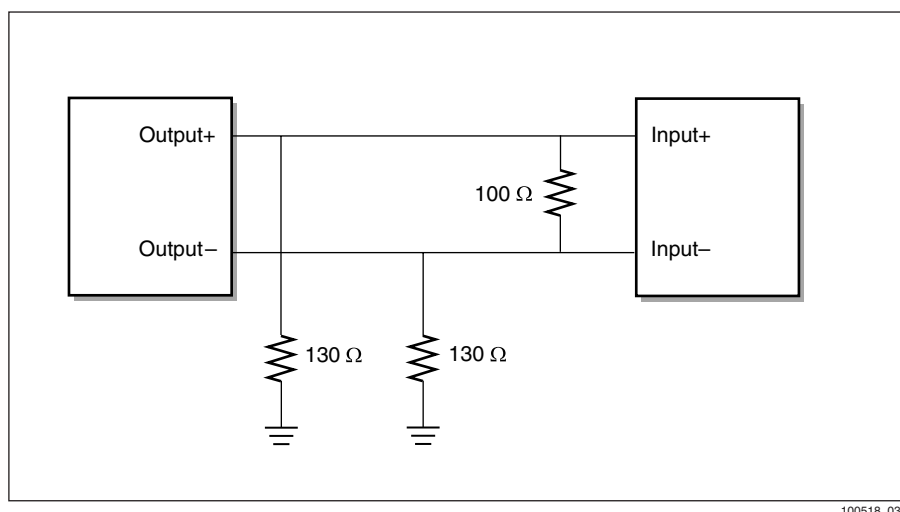 Output+
Input+
100 Ω
Output–
Input–
130 Ω
130 Ω
100518_03